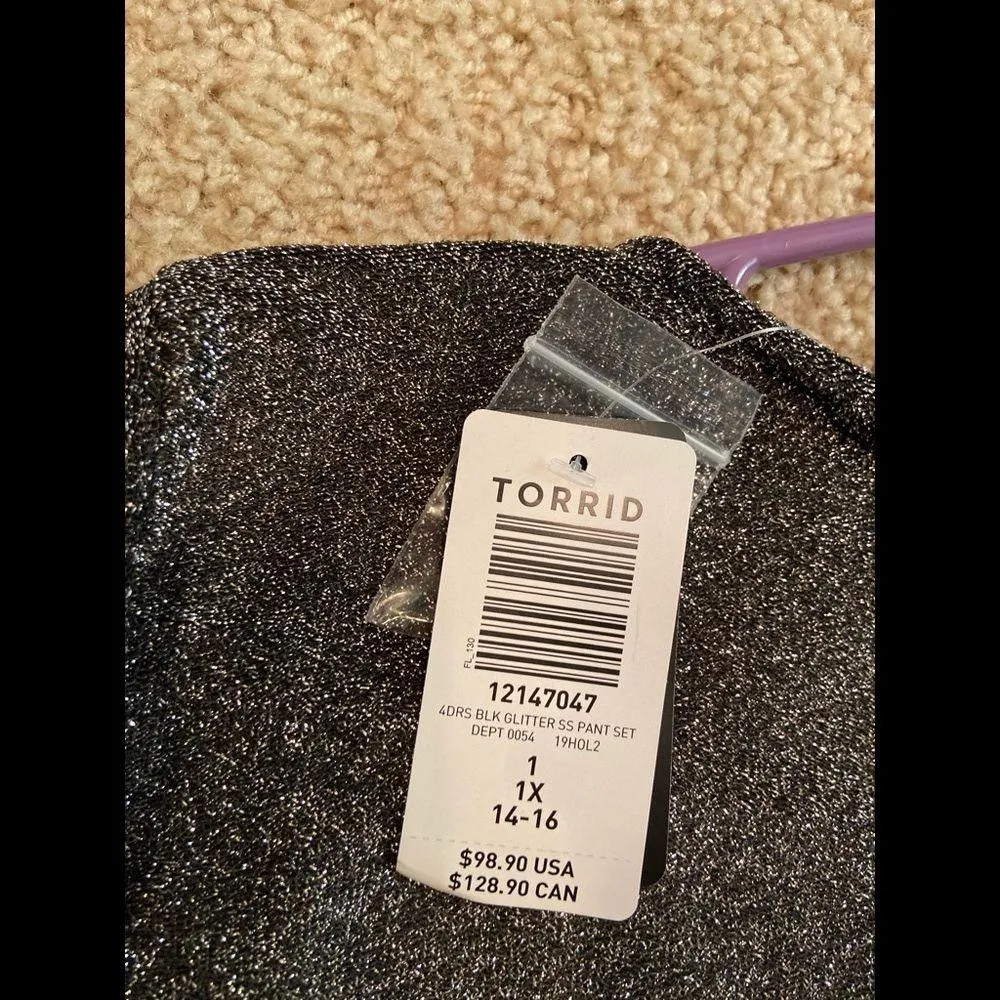 TORRID
FL_130
12147047
4DRS BLK GLITTER SS PANT SET
DEPT 0054 19HOL2
1
1X
14-16
$98.90 USA
$128.90 CAN